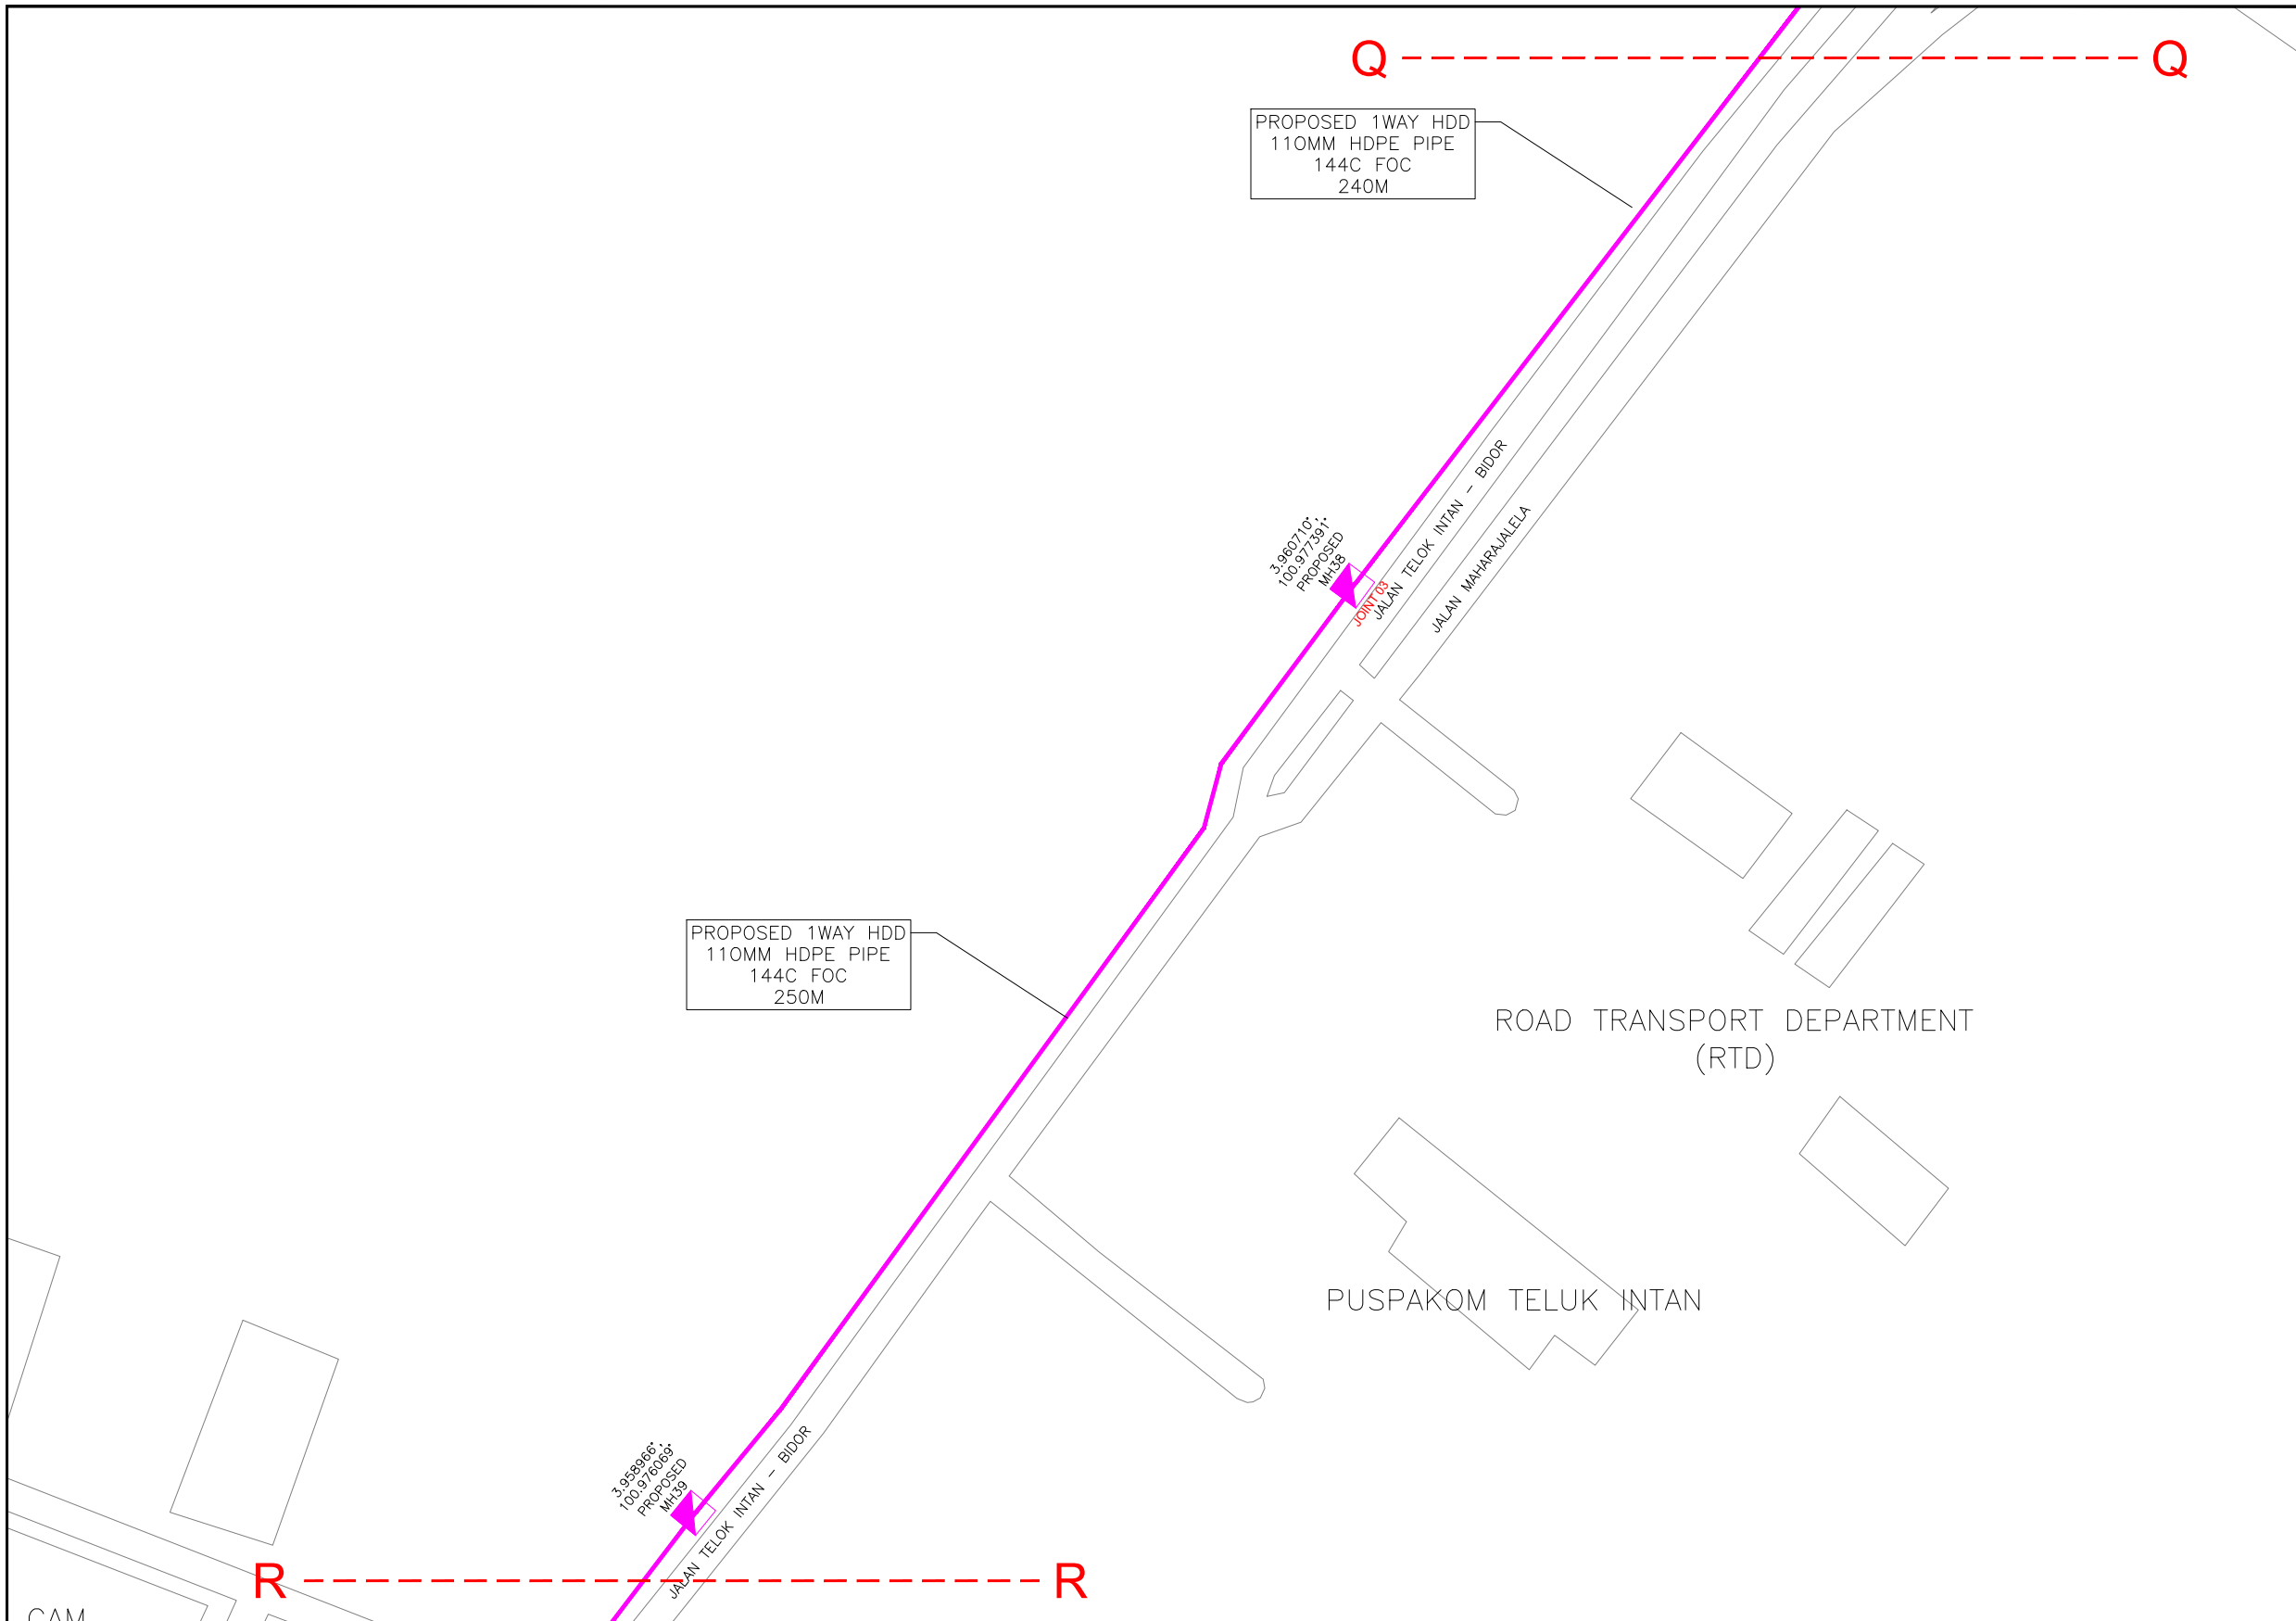 Q
Q
PROPOSED 1WAY HDD
110MM HDPE PIPE
144C FOC
240M
JALAN TELOK INTAN - BIDOR
JALAN MAHARAJALELA
3.960710°,
100.977391°
PROPOSED
MH38
JOINT 03
PROPOSED 1WAY HDD
110MM HDPE PIPE
144C FOC
250M
ROAD TRANSPORT DEPARTMENT
(RTD)
PUSPAKOM TELUK INTAN
3.958966°,
100.976069°
PROPOSED
MH39
JALAN TELOK INTAN - BIDOR
R
R
CAM